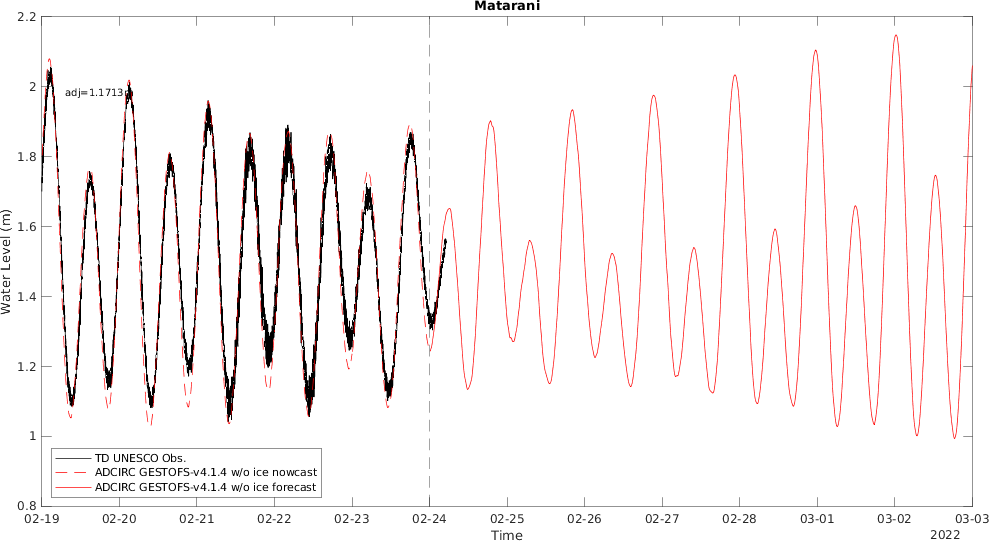 Matarani
2.2
2
1.8
1.6
1.4
1.2
1
0.8
Water Level (m)
adj=1.1713
TD UNESCO Obs.
ADCIRC GESTOFS-v4.1.4 w/o ice nowcast
ADCIRC GESTOFS-v4.1.4 w/o ice forecast
02-19 02-20 02-21 02-22 02-23 02-24 02-25 02-26 02-27 02-28 03-01 03-02 03-03
Time
2022